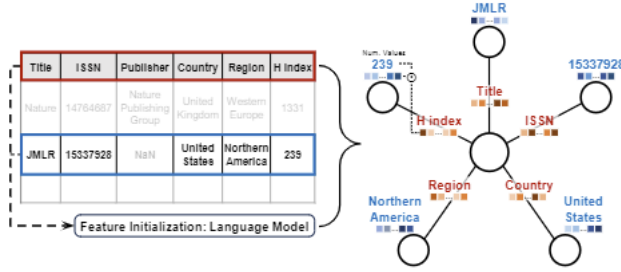 Title ISSN Publisher Country Region H index
Nature 14764687 Nature Publishing Group United Kingdom Western Europe 1331
JMLR 15337928 NaN United States Northern America 239
Feature Initialization: Language Model
JMLR
Num. Values
239
15337928
Title
H index
ISSN
Region
Country
Northern
America
United
States